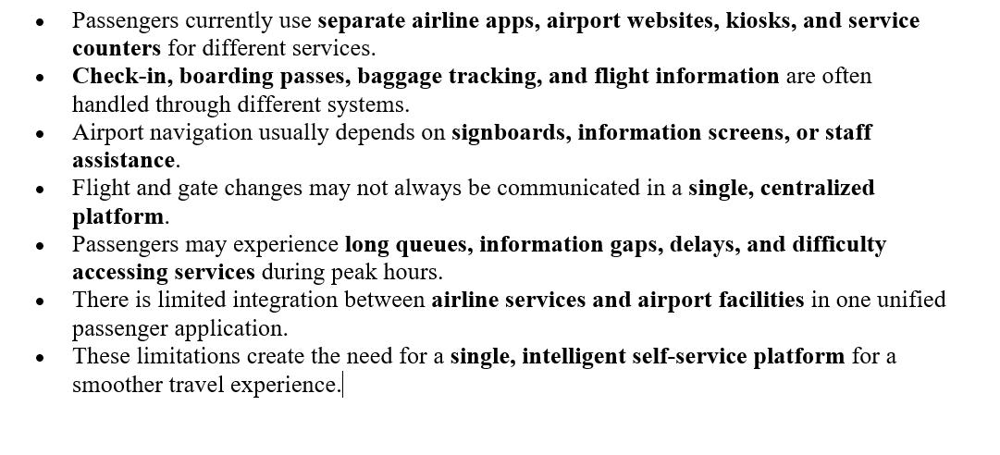 • Passengers currently use separate airline apps, airport websites, kiosks, and service
counters for different services.
• Check-in, boarding passes, baggage tracking, and flight information are often
handled through different systems.
• Airport navigation usually depends on signboards, information screens, or staff
assistance.
• Flight and gate changes may not always be communicated in a single, centralized
platform.
• Passengers may experience long queues, information gaps, delays, and difficulty
accessing services during peak hours.
• There is limited integration between airline services and airport facilities in one unified
passenger application.
• These limitations create the need for a single, intelligent self-service platform for a
smoother travel experience.